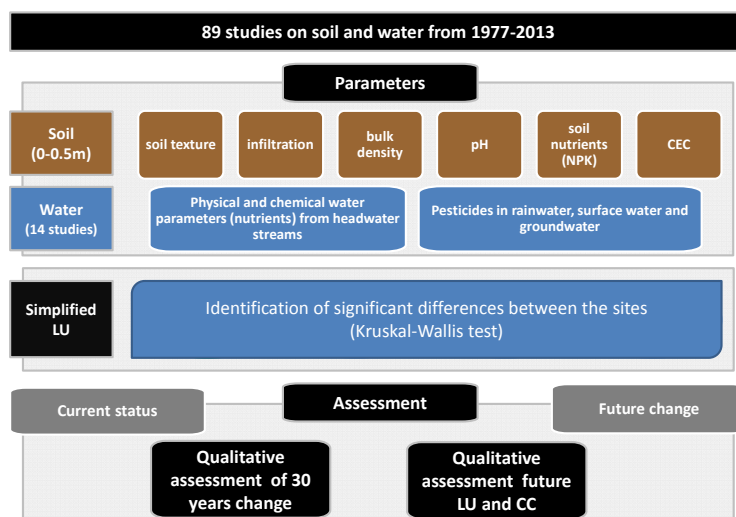 89 studies on soil and water from 1977-2013
Parameters
Soil
(0-0.5m)
soil texture
infiltration
bulk
density
pH
soil
nutrients
(NPK)
CEC
Water
(14 studies)
Physical and chemical water
parameters (nutrients) from headwater
streams
Pesticides in rainwater, surface water and
groundwater
Simplified
LU
Identification of significant differences between the sites
(Kruskal-Wallis test)
Current status
Assessment
Future change
Qualitative
assessment of 30
years change
Qualitative
assessment future
LU and CC